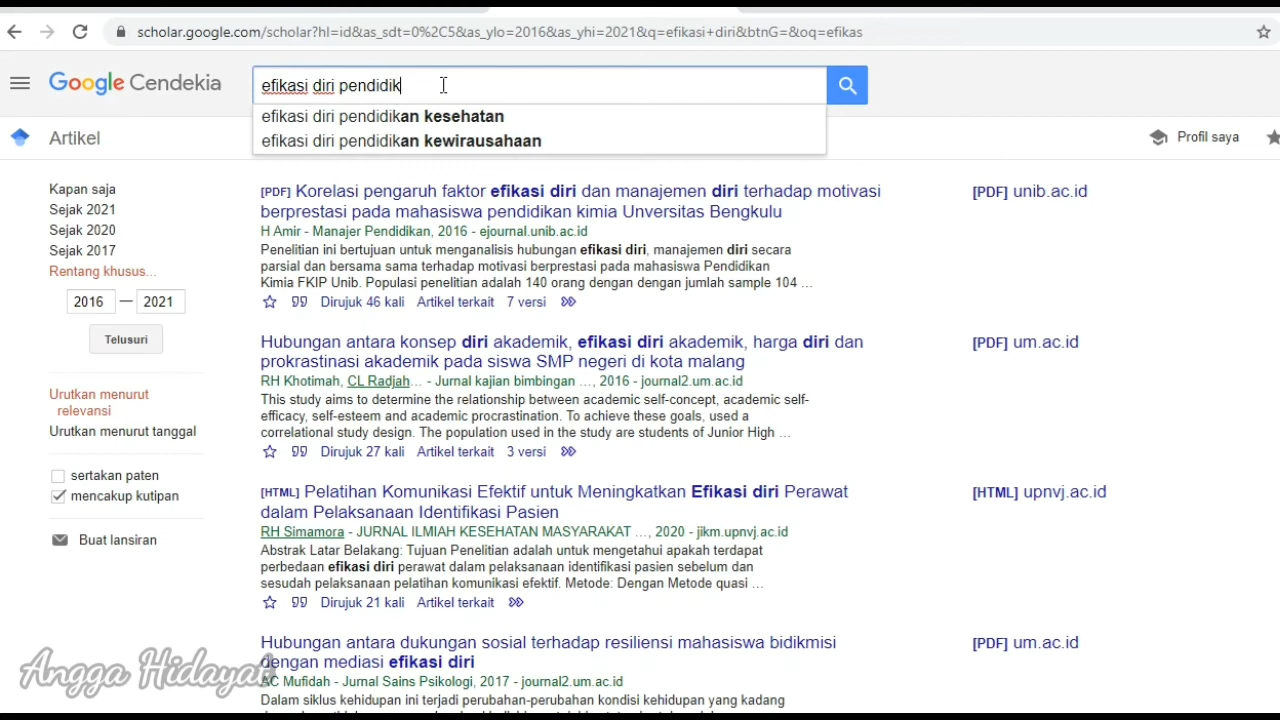 scholar.google.com/scholar?hl=id&as_sdt=0%2C5&as_ylo=2016&as_yhi=2021&q=efikasi+diri&btnG=&oq=efikas
Google Cendekia
efikasi diri pendidik
efikasi diri pendidikan kesehatan
efikasi diri pendidikan kewirausahaan
Artikel
Profil saya
Kapan saja
Sejak 2021
Sejak 2020
Sejak 2017
Rentang khusus...
2016 — 2021
Telusuri
Urutkan menurut
relevansi
Urutkan menurut tanggal
sertakan paten
mencakup kutipan
Buat lansiran
[PDF] Korelasi pengaruh faktor efikasi diri dan manajemen diri terhadap motivasi
berprestasi pada mahasiswa pendidikan kimia Unversitas Bengkulu
[PDF] unib.ac.id
H Amir - Manajer Pendidikan, 2016 - ejournal.unib.ac.id
Penelitian ini bertujuan untuk menganalisis hubungan efikasi diri, manajemen diri secara
parsial dan bersama sama terhadap motivasi berprestasi pada mahasiswa Pendidikan
Kimia FKIP Unib. Populasi penelitian adalah 140 orang dengan dengan jumlah sample 104 ...
Dirujuk 46 kali Artikel terkait 7 versi
Hubungan antara konsep diri akademik, efikasi diri akademik, harga diri dan
prokrastinasi akademik pada siswa SMP negeri di kota malang
[PDF] um.ac.id
RH Khotimah, CL Radjah... - Jurnal kajian bimbingan ..., 2016 - journal2.um.ac.id
This study aims to determine the relationship between academic self-concept, academic self-
efficacy, self-esteem and academic procrastination. To achieve these goals, used a
correlational study design. The population used in the study are students of Junior High ...
Dirujuk 27 kali Artikel terkait 3 versi
[HTML] Pelatihan Komunikasi Efektif untuk Meningkatkan Efikasi diri Perawat
dalam Pelaksanaan Identifikasi Pasien
[HTML] upnvj.ac.id
RH Simamora - JURNAL ILMIAH KESEHATAN MASYARAKAT ..., 2020 - jikm.upnvj.ac.id
Abstrak Latar Belakang: Tujuan Penelitian adalah untuk mengetahui apakah terdapat
perbedaan efikasi diri perawat dalam pelaksanaan identifikasi pasien sebelum dan
sesudah pelaksanaan pelatihan komunikasi efektif. Metode: Dengan Metode quasi ...
Dirujuk 21 kali Artikel terkait
Hubungan antara dukungan sosial terhadap resiliensi mahasiswa bidikmisi
dengan mediasi efikasi diri
[PDF] um.ac.id
AC Mufidah - Jurnal Sains Psikologi, 2017 - journal2.um.ac.id
Dalam siklus kehidupan ini terjadi perubahan-perubahan kondisi kehidupan yang kadang
Angga Hidayat